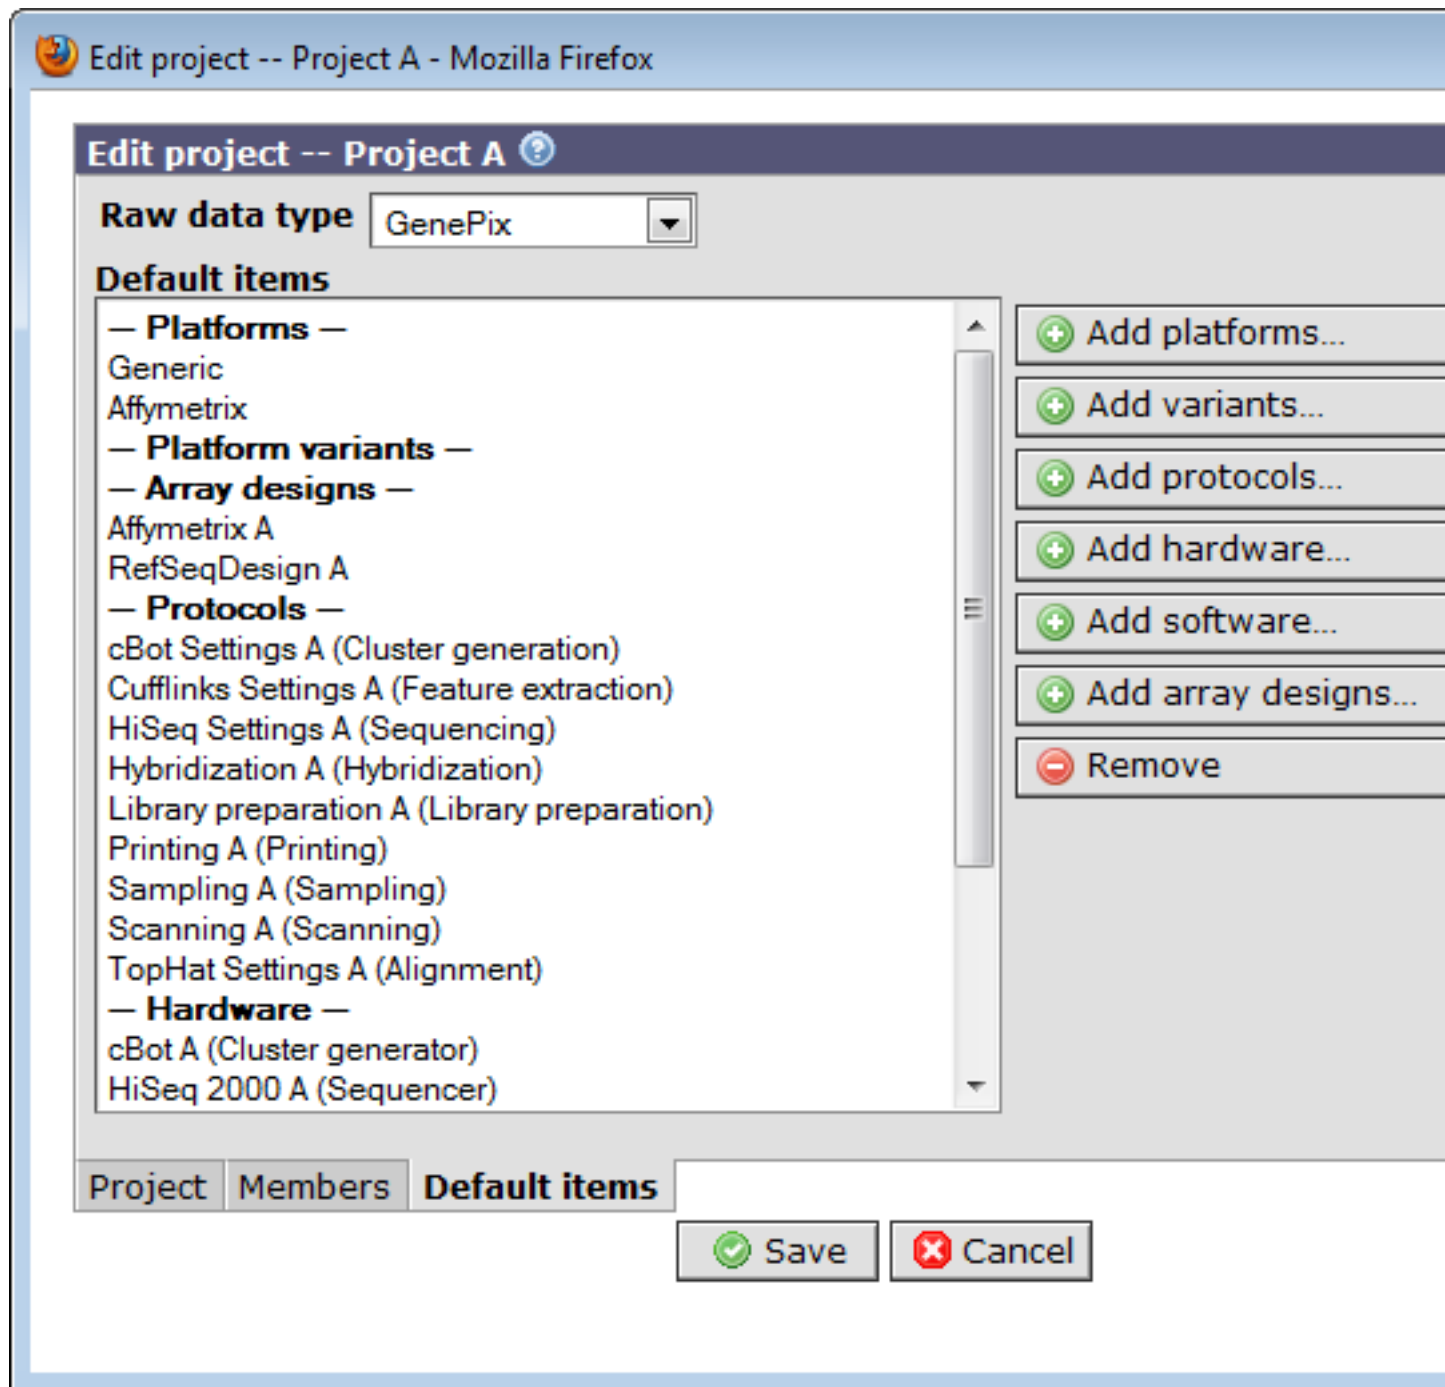 Edit project -- Project A - Mozilla Firefox
Edit project -- Project A
Raw data type GenePix
Default items
— Platforms —
Generic
Affymetrix
— Platform variants —
— Array designs —
Affymetrix A
RefSeqDesign A
— Protocols —
cBot Settings A (Cluster generation)
Cufflinks Settings A (Feature extraction)
HiSeq Settings A (Sequencing)
Hybridization A (Hybridization)
Library preparation A (Library preparation)
Printing A (Printing)
Sampling A (Sampling)
Scanning A (Scanning)
TopHat Settings A (Alignment)
— Hardware —
cBot A (Cluster generator)
HiSeq 2000 A (Sequencer)
Add platforms...
Add variants...
Add protocols...
Add hardware...
Add software...
Add array designs...
Remove
Project Members Default items
Save Cancel